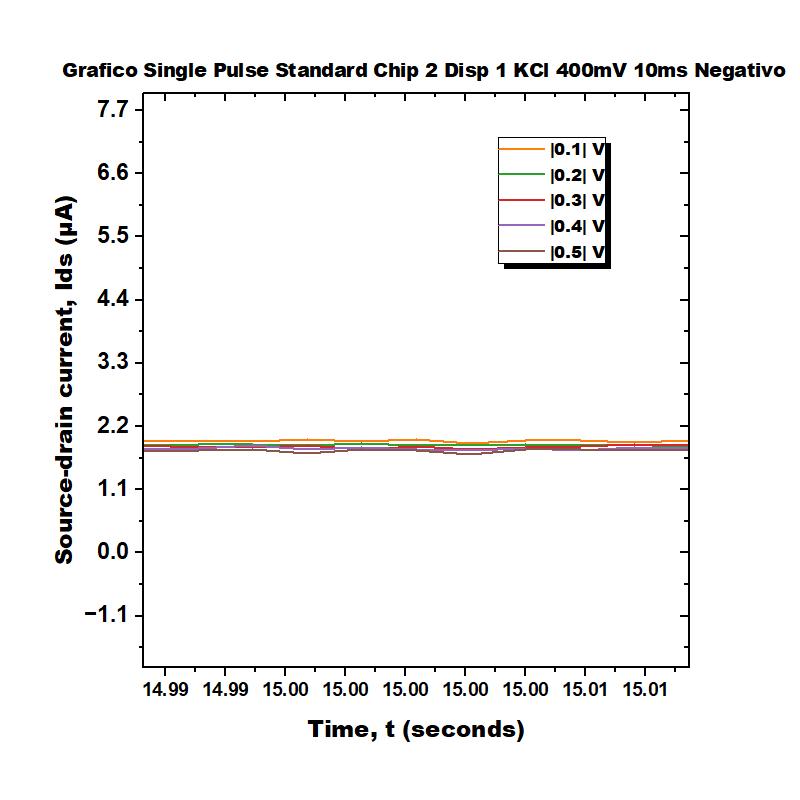 Grafico Single Pulse Standard Chip 2 Disp 1 KCl 400mV 10ms Negativo
7.7
6.6
5.5
4.4
3.3
2.2
1.1
0.0
−1.1
Source-drain current, Ids (µA)
|0.1| V
|0.2| V
|0.3| V
|0.4| V
|0.5| V
14.99 14.99 15.00 15.00 15.00 15.00 15.00 15.01 15.01
Time, t (seconds)